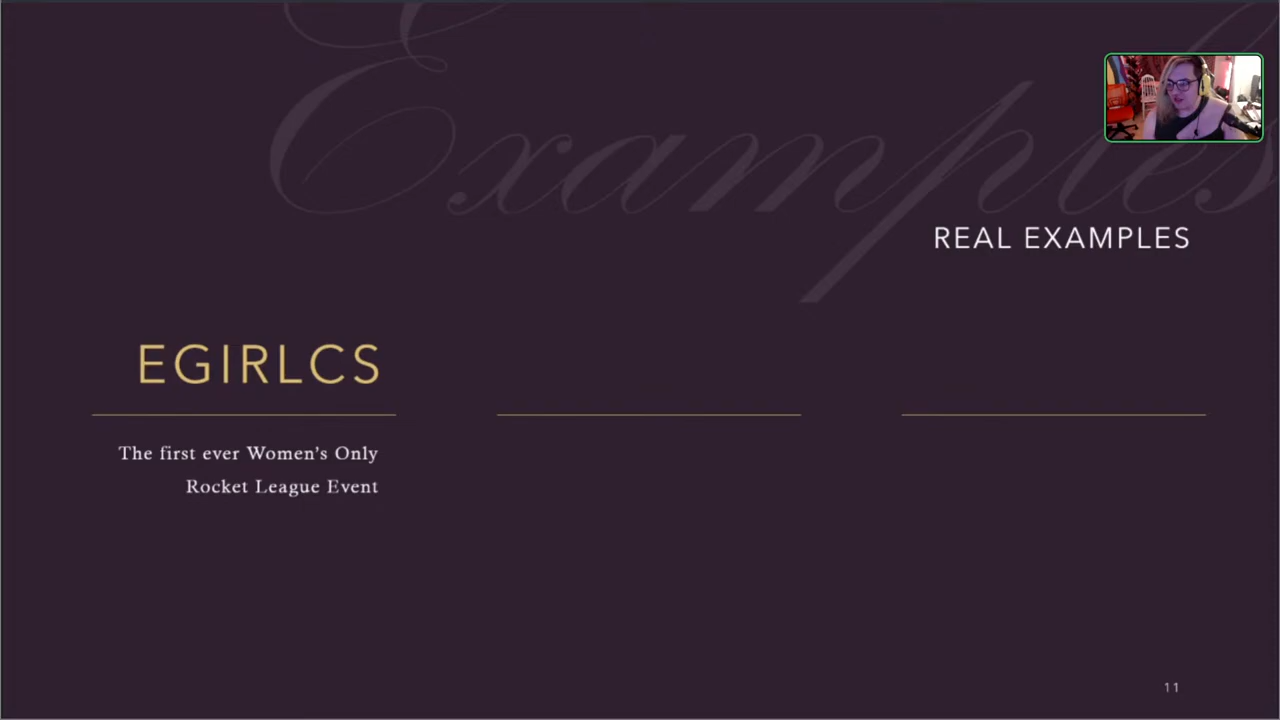 Examples
REAL EXAMPLES
EGIRLCS
The first ever Women's Only
Rocket League Event
11